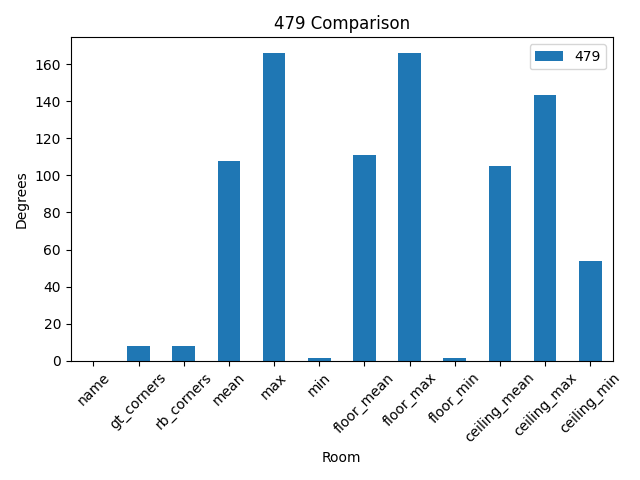 479 Comparison
479
Degrees
160
140
120
100
80
60
40
20
0
name
gt_corners
rb_corners
mean
max
min
floor_mean
floor_max
floor_min
ceiling_mean
ceiling_max
ceiling_min
Room